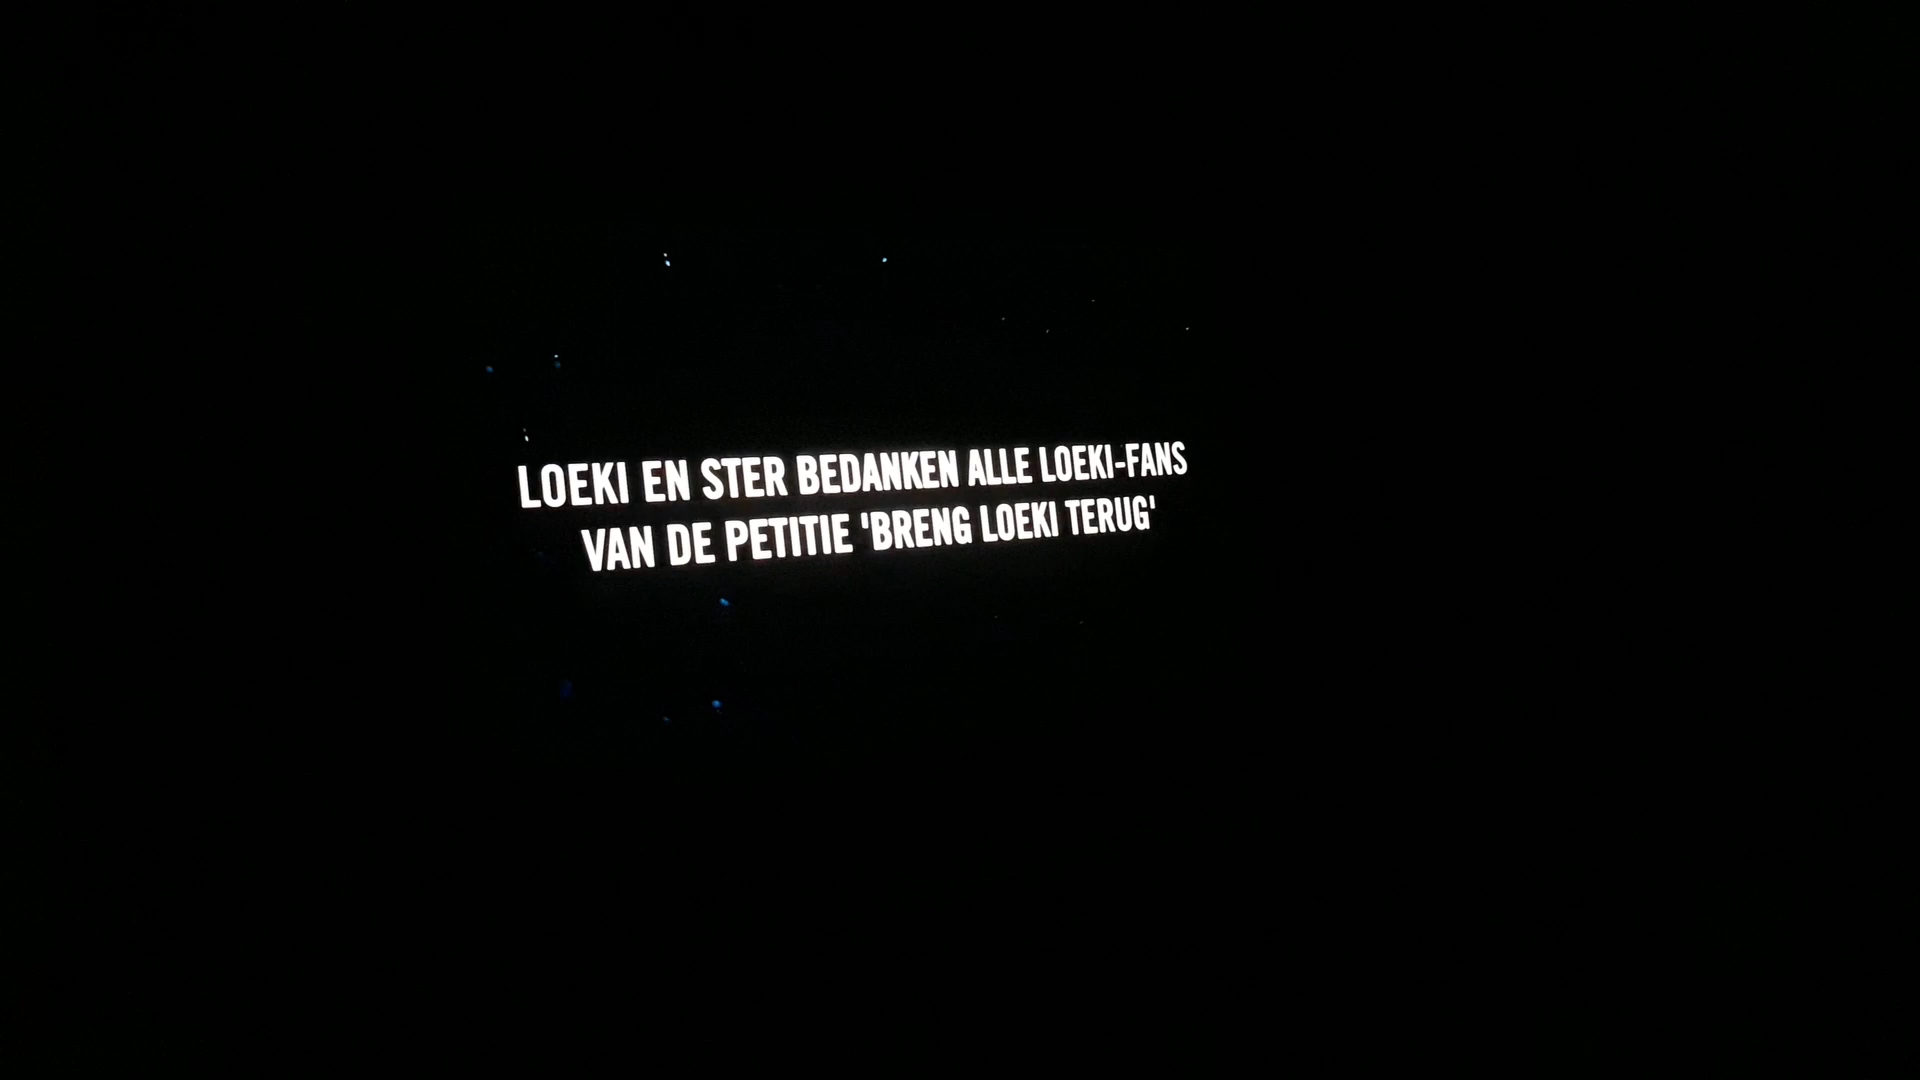 LOEKI EN STER BEDANKEN ALLE LOEKI-FANS
VAN DE PETITIE 'BRENG LOEKI TERUG'